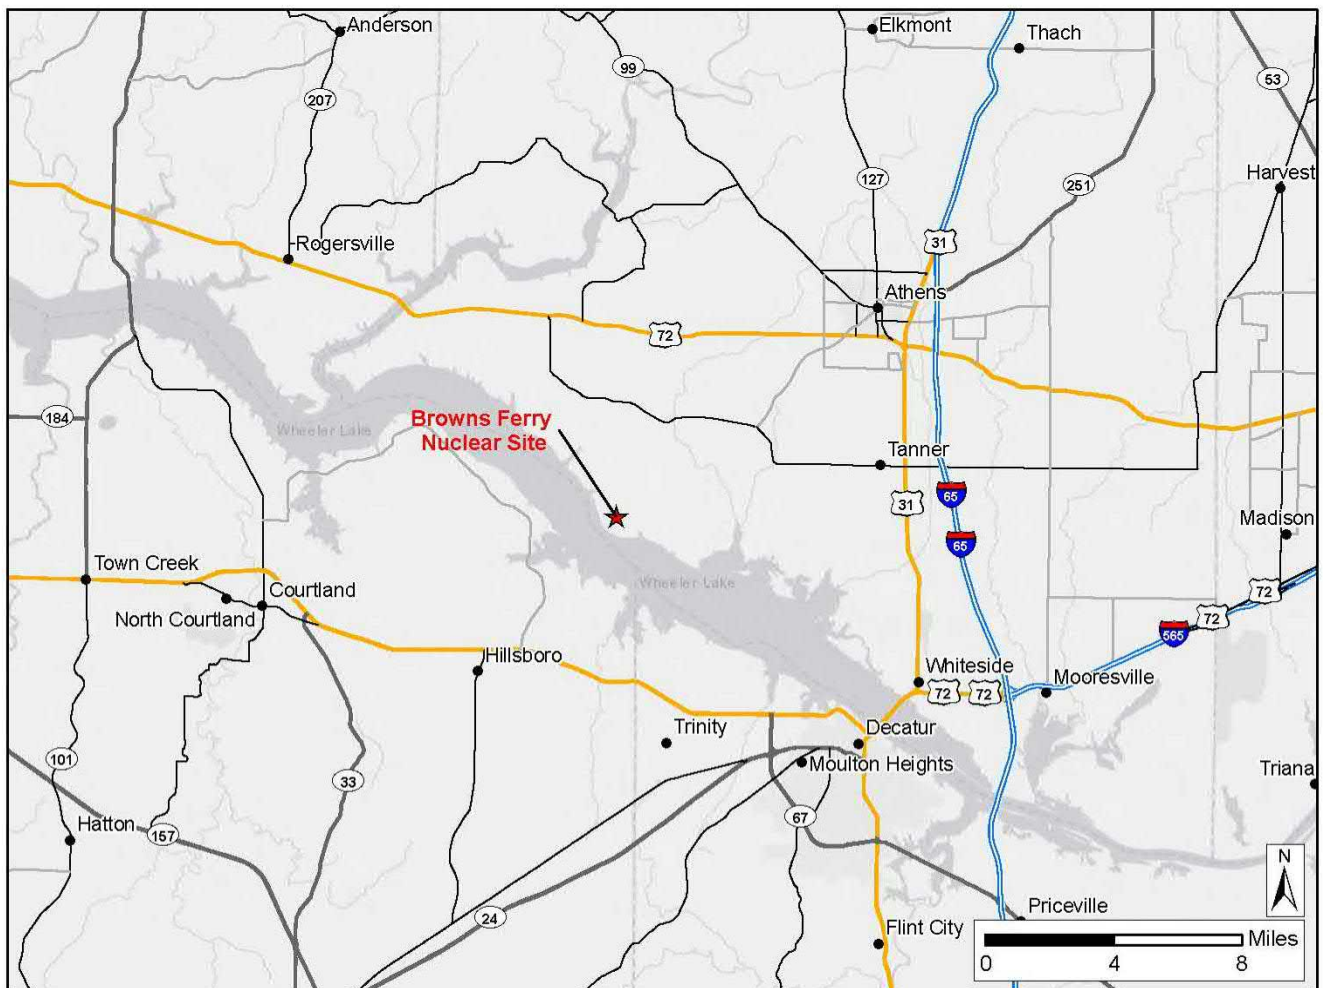 Anderson
Elkmont
Thach
99
53
207
127
251
Harvest
Rogersville
31
Athens
72
184
Browns Ferry
Nuclear Site
Wheeler Lake
Tanner
65
31
65
Madison
Town Creek
Courtland
North Courtland
Wheeler Lake
72
72
565
Hillsboro
Whiteside
72
72
Mooresville
Trinity
Decatur
Moulton Heights
101
33
Triana
67
Hatton
157
N
24
Priceville
Flint City
Miles
0
4
8